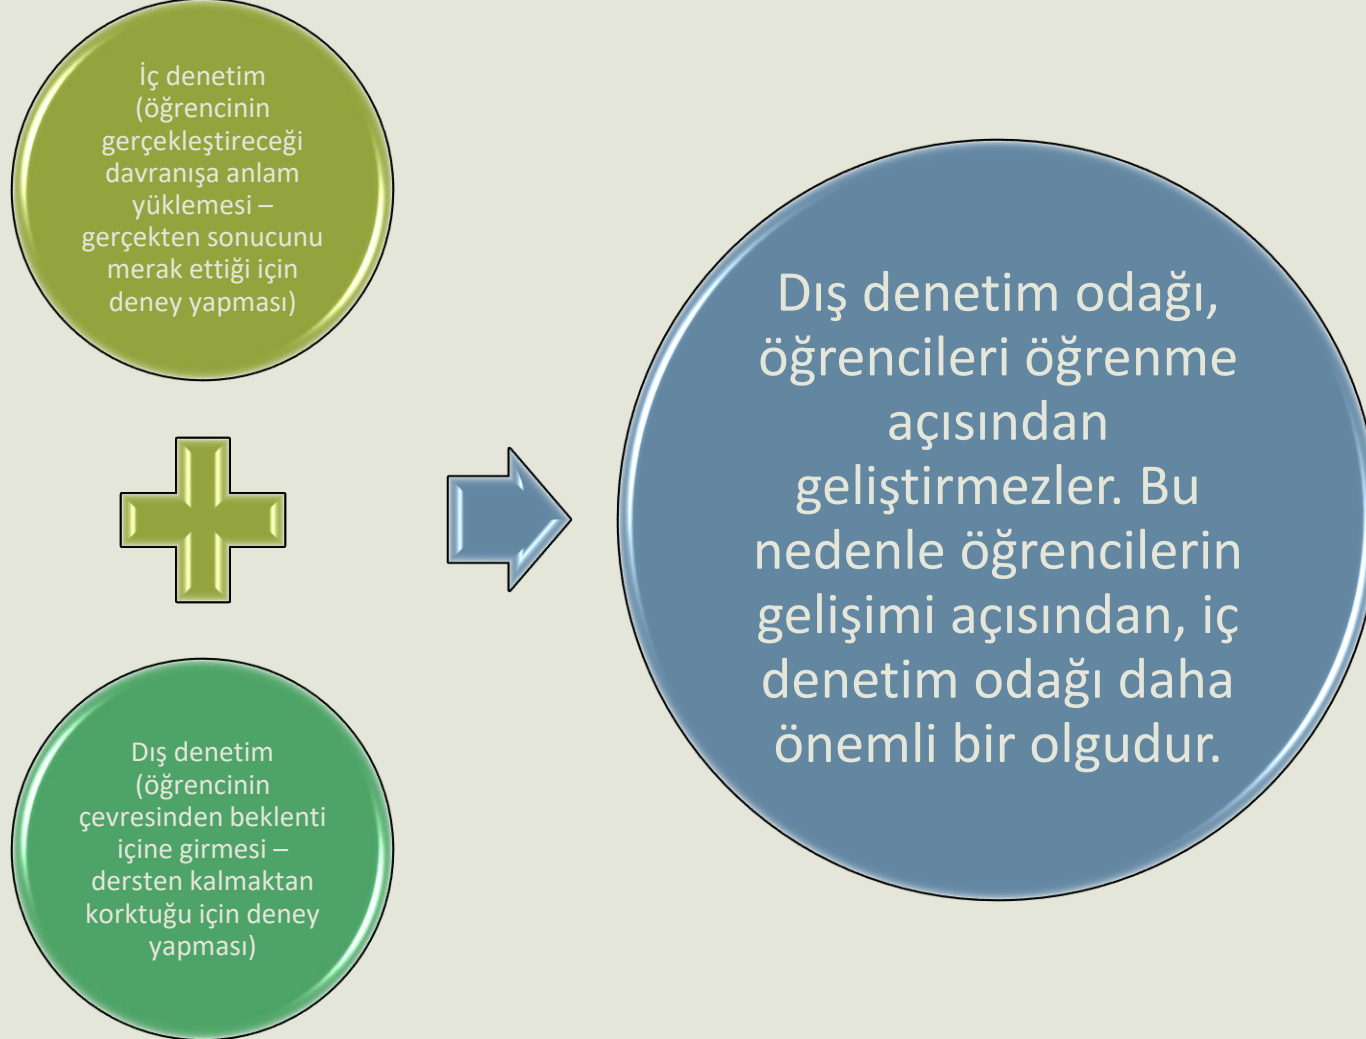 İç denetim
(öğrencinin
gerçekleştireceği
davranışa anlam
yüklemesi –
gerçekten sonucunu
merak ettiği için
deney yapması)
Dış denetim
(öğrencinin
çevresinden beklenti
içine girmesi –
dersten kalmaktan
korktuğu için deney
yapması)
Dış denetim odağı,
öğrencileri öğrenme
açısından
geliştirmezler. Bu
nedenle öğrencilerin
gelişimi açısından, iç
denetim odağı daha
önemli bir olgudur.